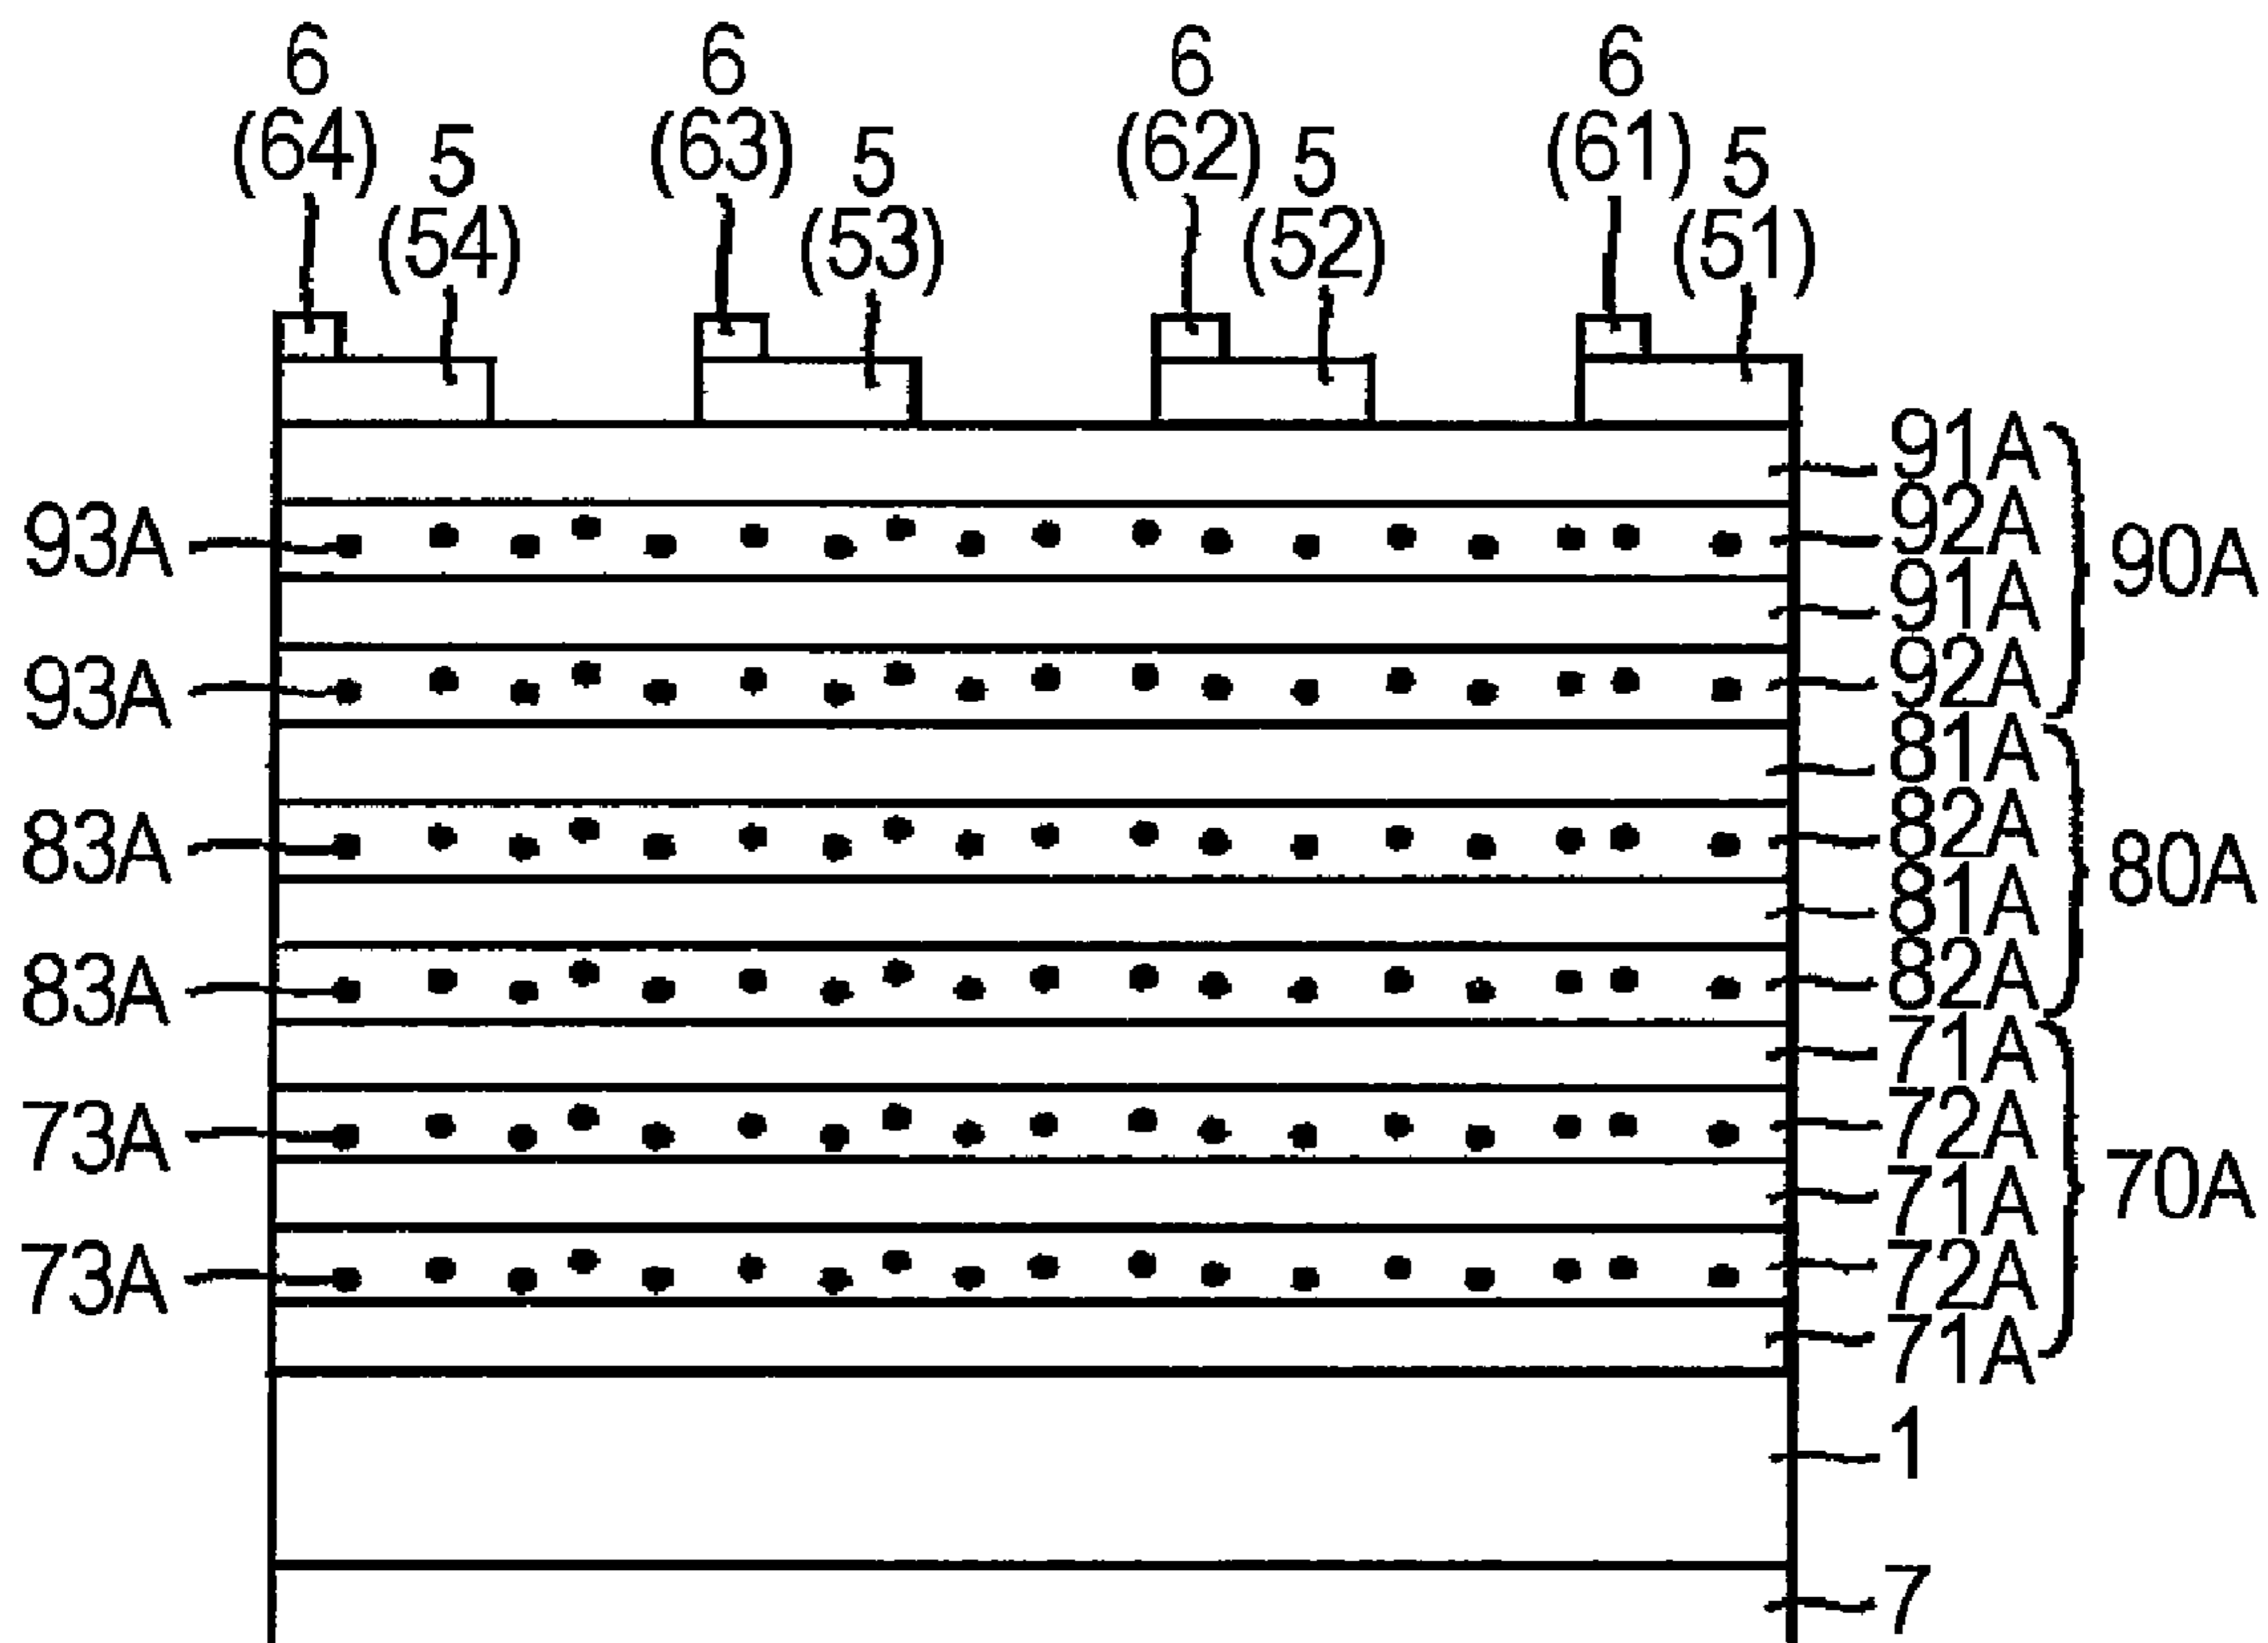 6 6 6 6
(64) 5 (63) 5 (62) 5 (61) 5
(54) (53) (52) (51)
91A
93A 92A 90A
91A
93A 92A
81A
83A 82A 80A
81A
83A 82A
71A
73A 72A
71A 70A
73A 72A
71A
1
7